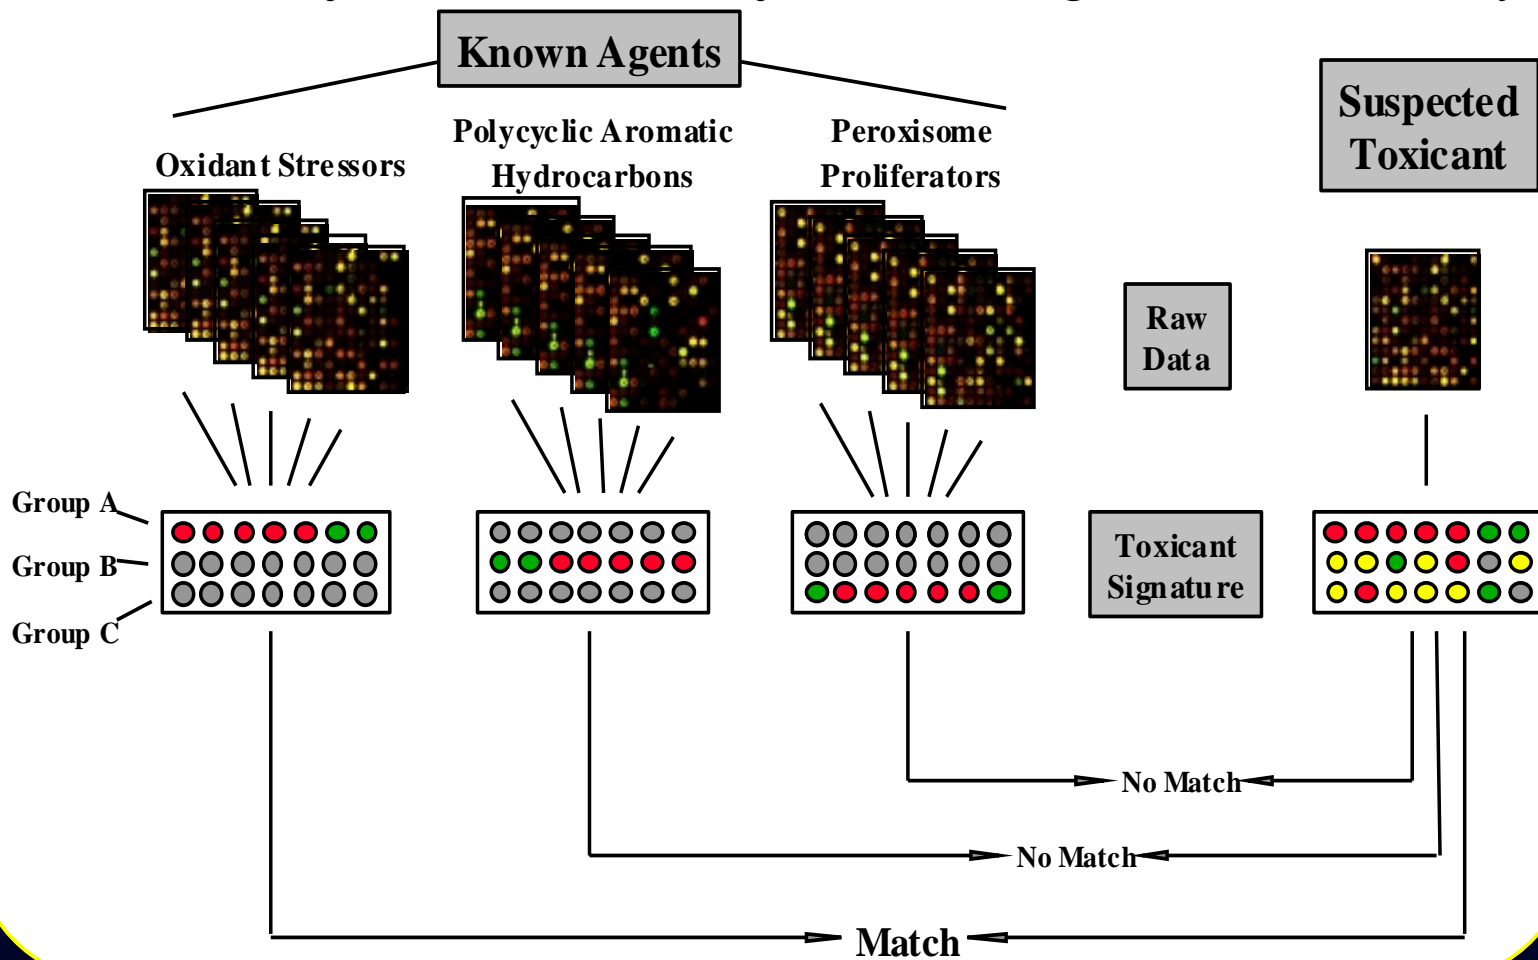 Known Agents
Suspected
Toxicant
Oxidant Stressors
Polycyclic Aromatic
Hydrocarbons
Peroxisome
Proliferators
Raw
Data
Group A
Group B
Group C
Toxicant
Signature
No Match
No Match
Match